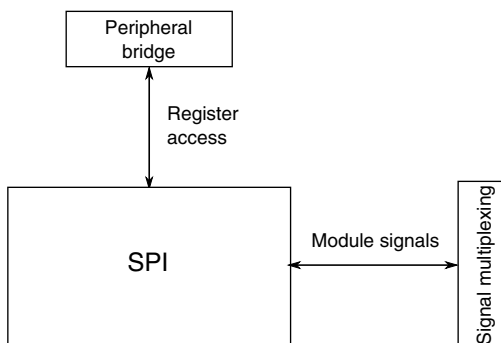 Peripheral
bridge
Register
access
SPI
Module signals
Signal multiplexing